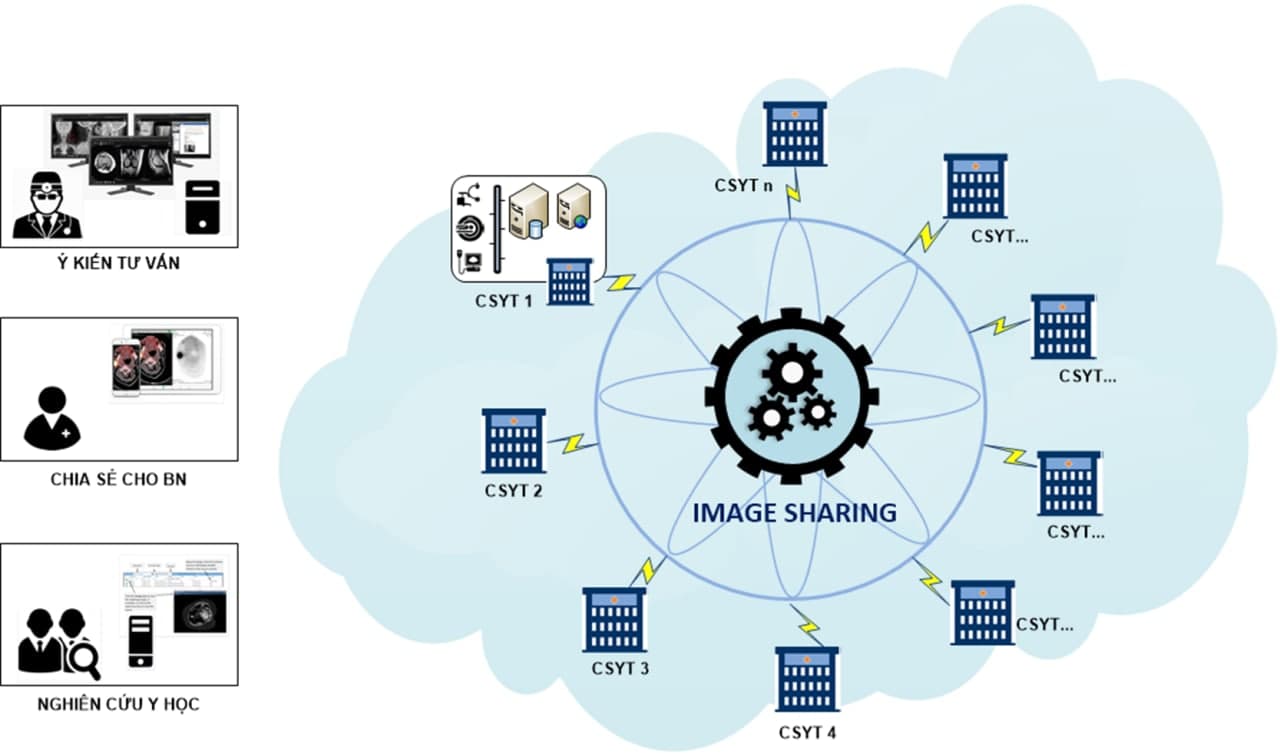 Ý KIẾN TƯ VẤN
CHIA SẺ CHO BN
NGHIÊN CỨU Y HỌC
CSYT n
CSYT...
CSYT 1
CSYT...
CSYT 2
IMAGE SHARING
CSYT...
CSYT 3
CSYT...
CSYT 4